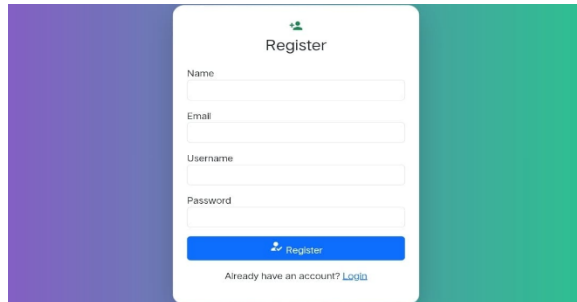 Register
Name
Email
Username
Password
Register
Already have an account? Login